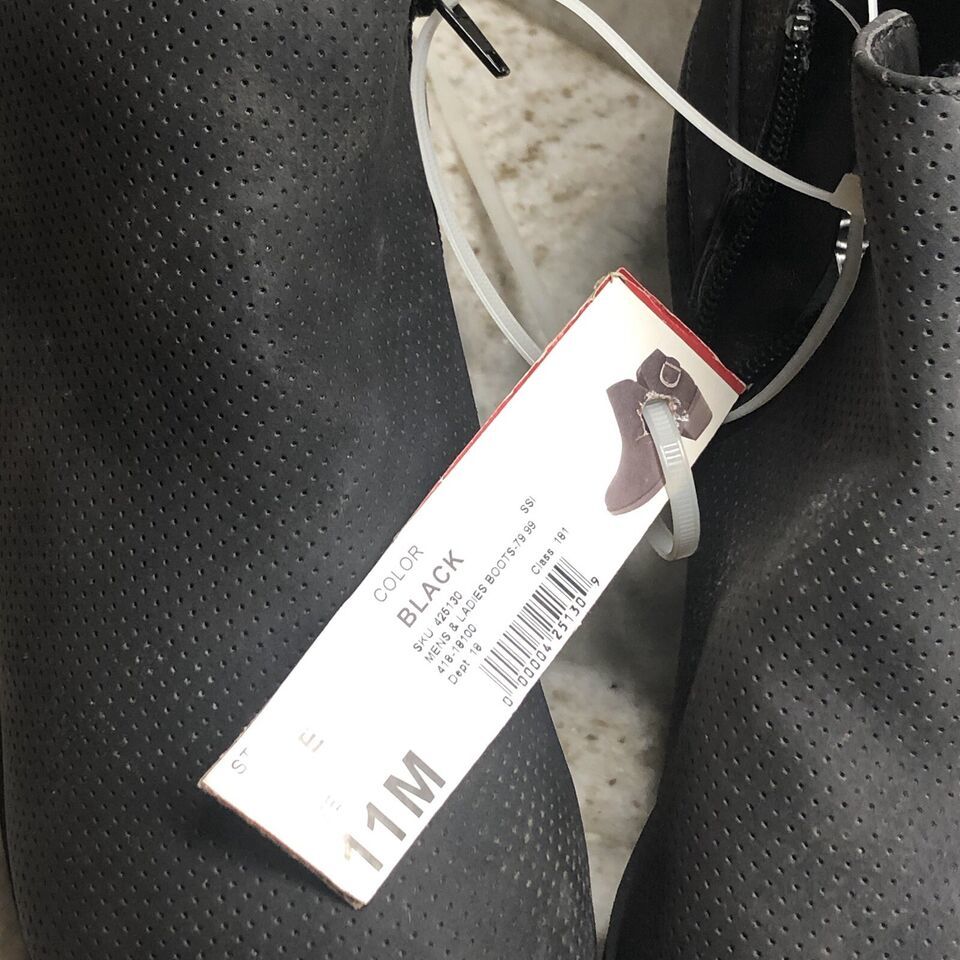 COLOR
BLACK
SKU 425130
MENS & LADIES BOOTS-79.99 SSI
418-18100
Dept 18 Class 181
0 00004 25130 9
ST
E
11M